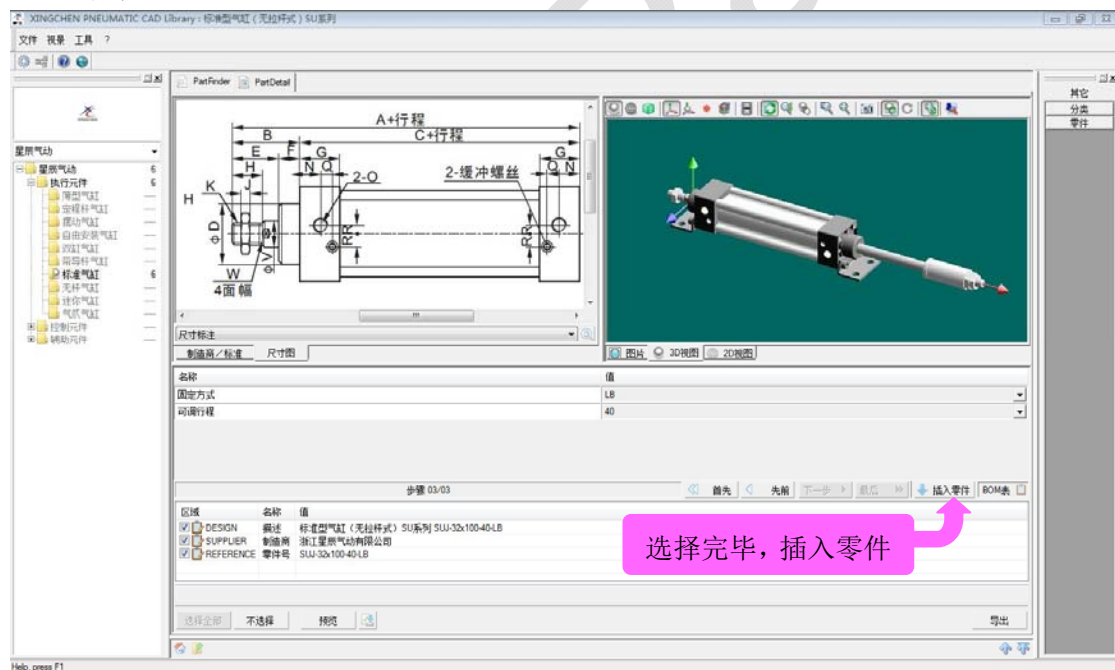 XINGCHEN PNEUMATIC CAD Library : 标准型气缸 ( 无拉杆式 ) SU系列
文件 视景 工具 ?
PartFinder PartDetail
星辰气动
星辰气动 6
执行元件 6
薄型气缸
摆动气缸
自由安装气缸
双缸气缸
带导杆气缸
标准气缸 6
无杆气缸
迷你气缸
气爪气缸
控制元件
辅助元件
A+行程
B C+行程
E F G G
H N Q 2-O 2-缓冲螺丝 Q N
K J
H
φD
RR RR
W φV
4面幅
尺寸标注
制造商/标准 尺寸图
图片 3D视图 2D视图
其它
分类
零件
名称 值
固定方式 LB
可调行程 40
步骤 03/03
首先 先前 下一步 最后 插入零件 BOM表
区域 名称 值
DESIGN 描述 标准型气缸(无拉杆式)SU系列 SUJ-32x100-40-LB
SUPPLIER 制造商 浙江星辰气动有限公司
REFERENCE 零件号 SUJ-32x100-40-LB
选择完毕，插入零件
选择全部 不选择 预览 导出
Help, press F1